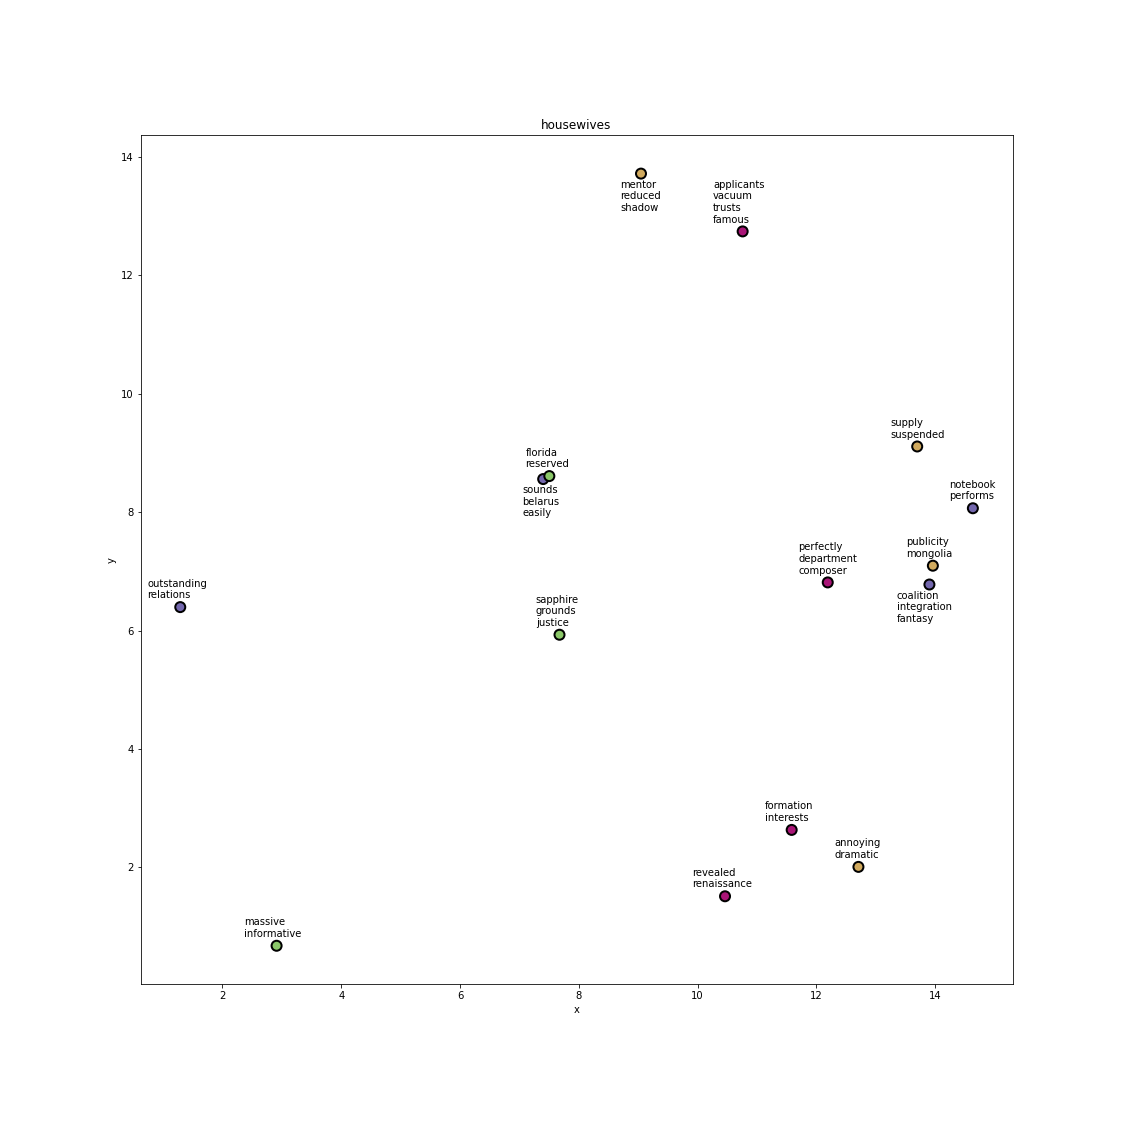 housewives
14
12
10
8
6
4
2
y
mentor
reduced
shadow
applicants
vacuum
trusts
famous
supply
suspended
florida
reserved
sounds
belarus
easily
notebook
performs
publicity
mongolia
perfectly
department
composer
coalition
integration
fantasy
outstanding
relations
sapphire
grounds
justice
formation
interests
annoying
dramatic
revealed
renaissance
massive
informative
2
4
6
8
10
12
14
x